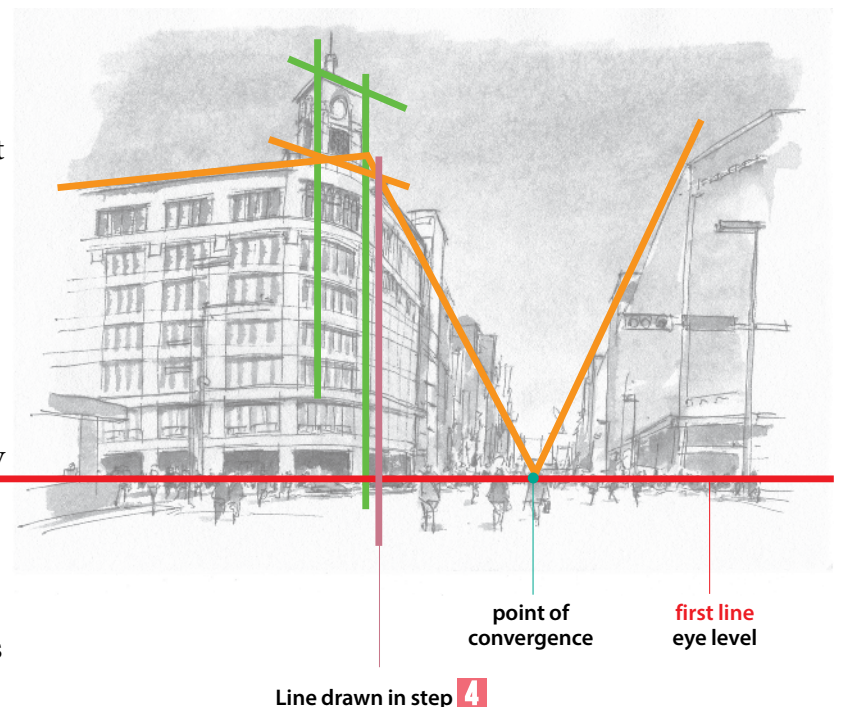 point of
convergence
first line
eye level
Line drawn in step 4